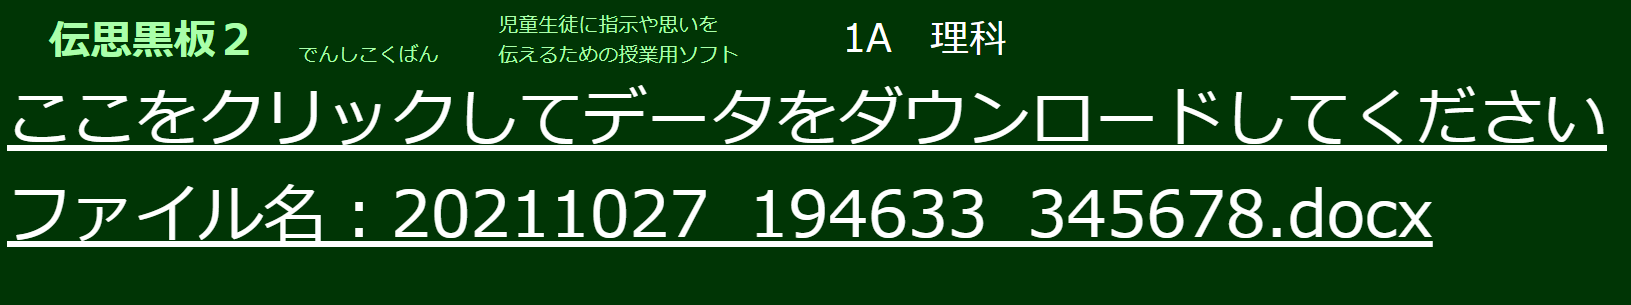 伝思黒板２
でんしこくばん
児童生徒に指示や思いを
伝えるための授業用ソフト
1A　理科
ここをクリックしてデータをダウンロードしてください
ファイル名：20211027_194633_345678.docx